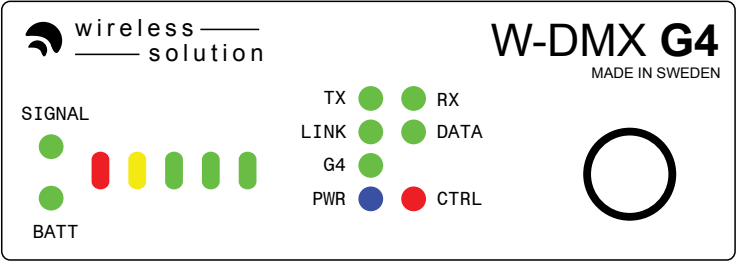 wireless
solution
W-DMX G4
MADE IN SWEDEN
SIGNAL
BATT
TX RX
LINK DATA
G4
PWR CTRL